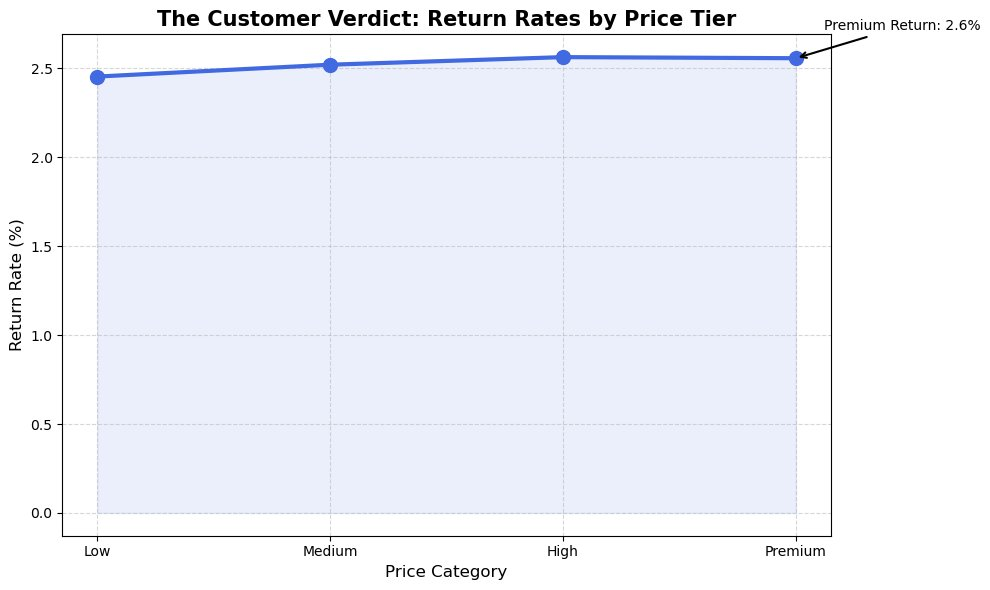 The Customer Verdict: Return Rates by Price Tier
Premium Return: 2.6%
2.5
2.0
1.5
1.0
0.5
0.0
Return Rate (%)
Low
Medium
High
Premium
Price Category